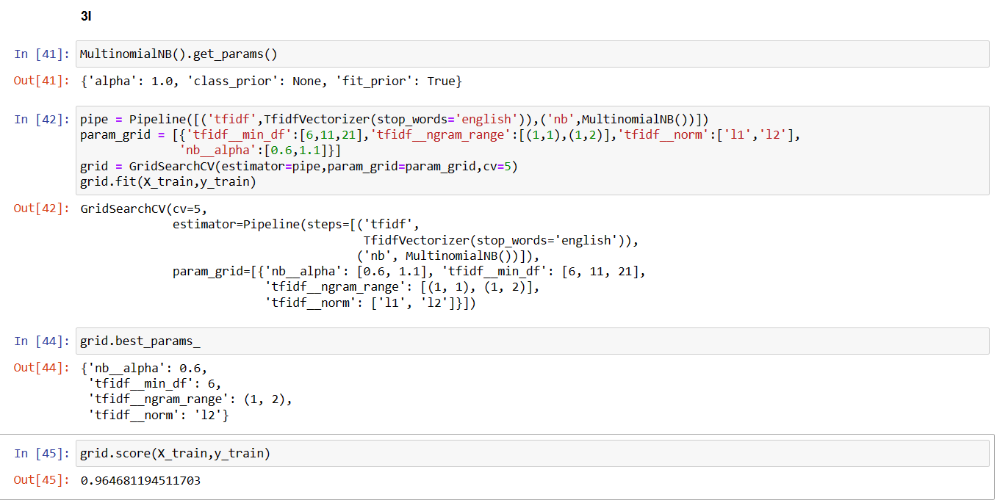 3l
In [41]: MultinomialNB().get_params()
Out[41]: {'alpha': 1.0, 'class_prior': None, 'fit_prior': True}
In [42]: pipe = Pipeline([('tfidf',TfidfVectorizer(stop_words='english')),('nb',MultinomialNB())])
param_grid = [{'tfidf__min_df':[6,11,21],'tfidf__ngram_range':[(1,1),(1,2)],'tfidf__norm':['l1','l2'],
'nb__alpha':[0.6,1.1]}]
grid = GridSearchCV(estimator=pipe,param_grid=param_grid,cv=5)
grid.fit(X_train,y_train)
Out[42]: GridSearchCV(cv=5,
estimator=Pipeline(steps=[('tfidf',
TfidfVectorizer(stop_words='english')),
('nb', MultinomialNB())]),
param_grid=[{'nb__alpha': [0.6, 1.1], 'tfidf__min_df': [6, 11, 21],
'tfidf__ngram_range': [(1, 1), (1, 2)],
'tfidf__norm': ['l1', 'l2']}])
In [44]: grid.best_params_
Out[44]: {'nb__alpha': 0.6,
'tfidf__min_df': 6,
'tfidf__ngram_range': (1, 2),
'tfidf__norm': 'l2'}
In [45]: grid.score(X_train,y_train)
Out[45]: 0.964681194511703